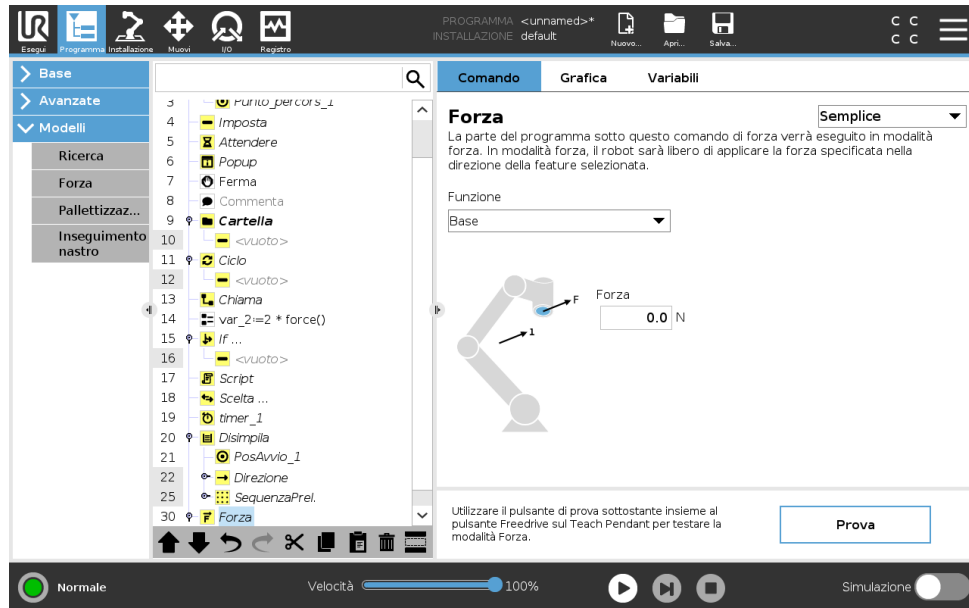 PROGRAMMA <unnamed>*
INSTALLAZIONE default
Esegui Programma Installazione Muovi I/O Registro
Nuovo... Apri... Salva...
C C
C C
Base
Avanzate
Modelli
Ricerca
Forza
Pallettizzaz...
Inseguimento
nastro
3 Punto_percors_1
4 Imposta
5 Attendere
6 Popup
7 Ferma
8 Commenta
9 Cartella
10 <vuoto>
11 Ciclo
12 <vuoto>
13 Chiama
14 var_2:=2 * force()
15 If ...
16 <vuoto>
17 Script
18 Scelta ...
19 timer_1
20 Disimpila
21 PosAvvio_1
22 Direzione
25 SequenzaPrel.
30 Forza
Comando Grafica Variabili
Forza
Semplice
La parte del programma sotto questo comando di forza verrà eseguito in modalità
forza. In modalità forza, il robot sarà libero di applicare la forza specificata nella
direzione della feature selezionata.
Funzione
Base
F
1
Forza
0.0 N
Utilizzare il pulsante di prova sottostante insieme al
pulsante Freedrive sul Teach Pendant per testare la
modalità Forza.
Prova
Normale
Velocità 100%
Simulazione